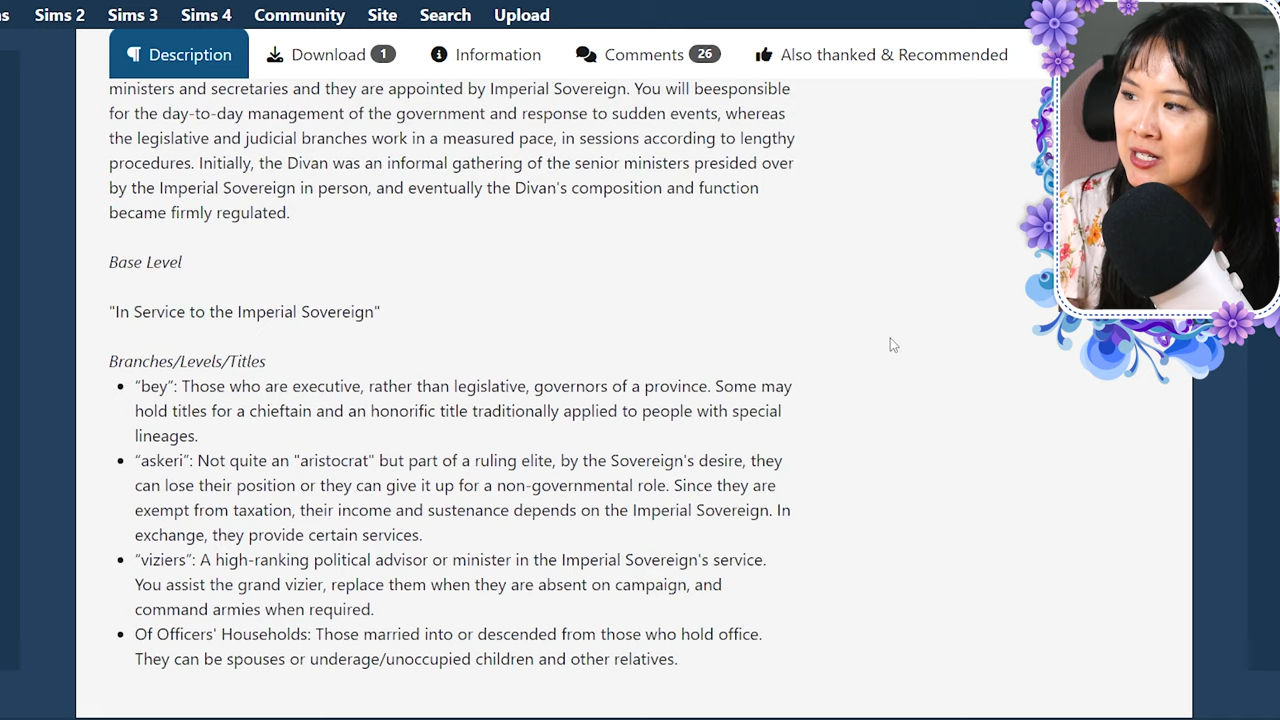 Sims 2 Sims 3 Sims 4 Community Site Search Upload
Description Download 1 Information Comments 26 Also thanked & Recommended
ministers and secretaries and they are appointed by Imperial Sovereign. You will beesponsible
for the day-to-day management of the government and response to sudden events, whereas
the legislative and judicial branches work in a measured pace, in sessions according to lengthy
procedures. Initially, the Divan was an informal gathering of the senior ministers presided over
by the Imperial Sovereign in person, and eventually the Divan's composition and function
became firmly regulated.
Base Level
"In Service to the Imperial Sovereign"
Branches/Levels/Titles
“bey”: Those who are executive, rather than legislative, governors of a province. Some may
hold titles for a chieftain and an honorific title traditionally applied to people with special
lineages.
“askeri”: Not quite an "aristocrat" but part of a ruling elite, by the Sovereign's desire, they
can lose their position or they can give it up for a non-governmental role. Since they are
exempt from taxation, their income and sustenance depends on the Imperial Sovereign. In
exchange, they provide certain services.
“viziers”: A high-ranking political advisor or minister in the Imperial Sovereign's service.
You assist the grand vizier, replace them when they are absent on campaign, and
command armies when required.
Of Officers' Households: Those married into or descended from those who hold office.
They can be spouses or underage/unoccupied children and other relatives.